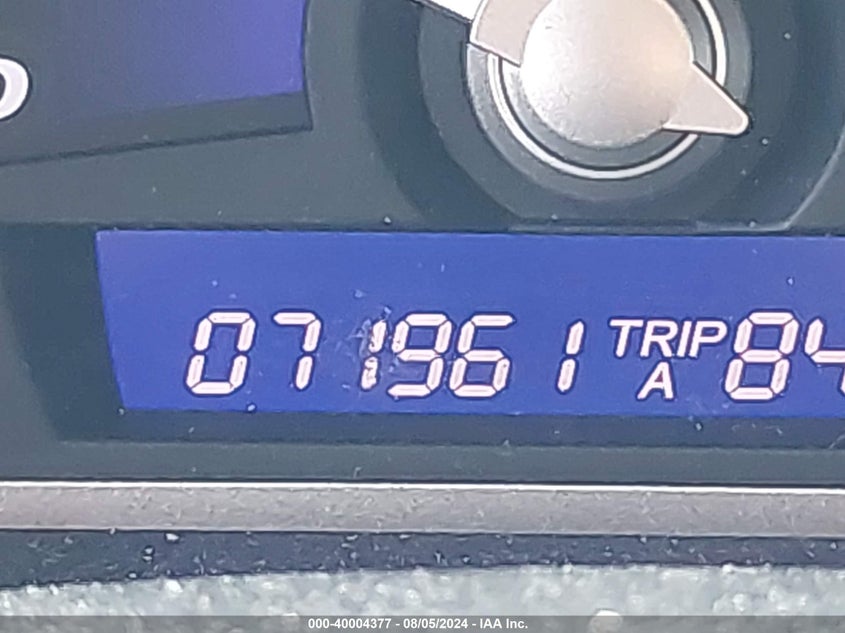 071961 TRIP A 84
000-40004377 - 08/05/2024 - IAA Inc.